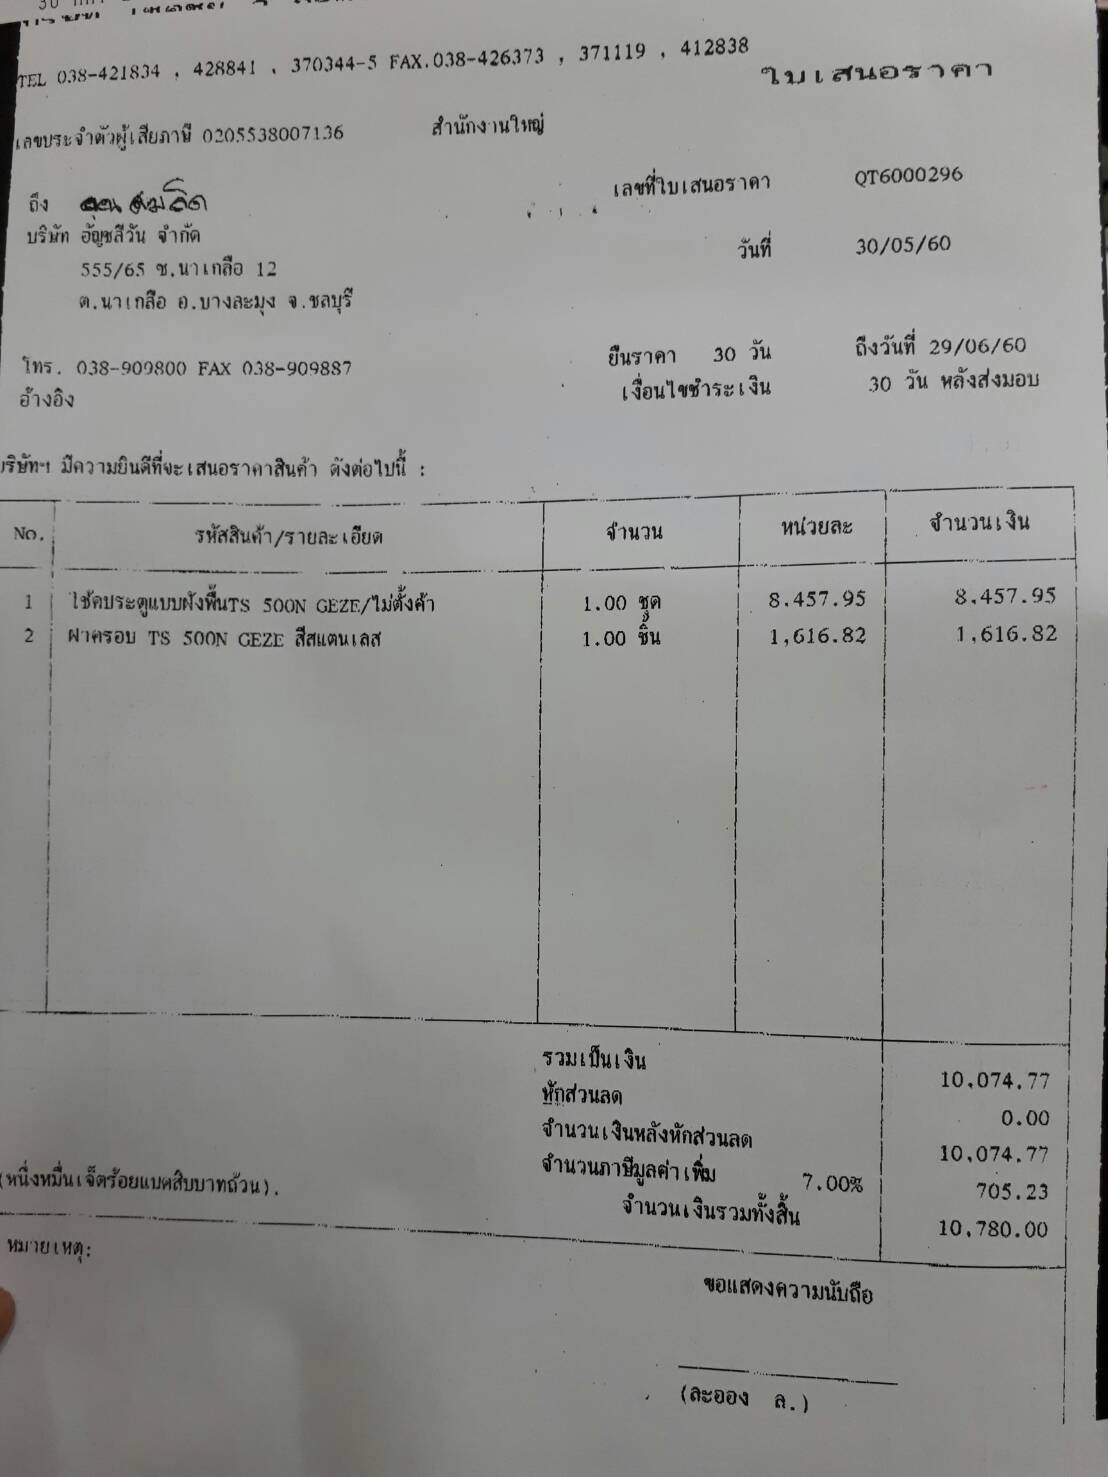 TEL 038-421834 , 428841 , 370344-5 FAX.038-426373 , 371119 , 412838
ใบเสนอราคา
เลขประจำตัวผู้เสียภาษี 0205538007136 สำนักงานใหญ่
ถึง คุณสมคิด เลขที่ใบเสนอราคา QT6000296
บริษัท อัญชลีวัน จำกัด
วันที่ 30/05/60
555/65 ซ.นาเกลือ 12
ต.นาเกลือ อ.บางละมุง จ.ชลบุรี
ยืนราคา 30 วัน ถึงวันที่ 29/06/60
โทร. 038-909800 FAX 038-909887
เงื่อนไขชำระเงิน 30 วัน หลังส่งมอบ
อ้างอิง
บริษัทฯ มีความยินดีที่จะเสนอราคาสินค้า ดังต่อไปนี้ :
No. รหัสสินค้า/รายละเอียด จำนวน หน่วยละ จำนวนเงิน
1 โช้คประตูแบบฝังพื้นTS 500N GEZE/ไม่ตั้งค้า 1.00 ชุด 8,457.95 8,457.95
2 ฝาครอบ TS 500N GEZE สีสแตนเลส 1.00 ชิ้น 1,616.82 1,616.82
รวมเป็นเงิน 10,074.77
หักส่วนลด 0.00
จำนวนเงินหลังหักส่วนลด 10,074.77
จำนวนภาษีมูลค่าเพิ่ม 7.00% 705.23
(หนึ่งหมื่นเจ็ดร้อยแปดสิบบาทถ้วน).
จำนวนเงินรวมทั้งสิ้น 10,780.00
หมายเหตุ:
ขอแสดงความนับถือ
(ละออง ล.)